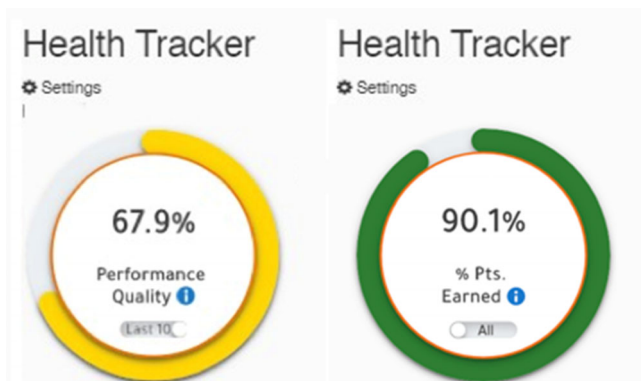 Health Tracker
Settings
67.9%
Performance
Quality
Last 10
Health Tracker
Settings
90.1%
% Pts.
Earned
All